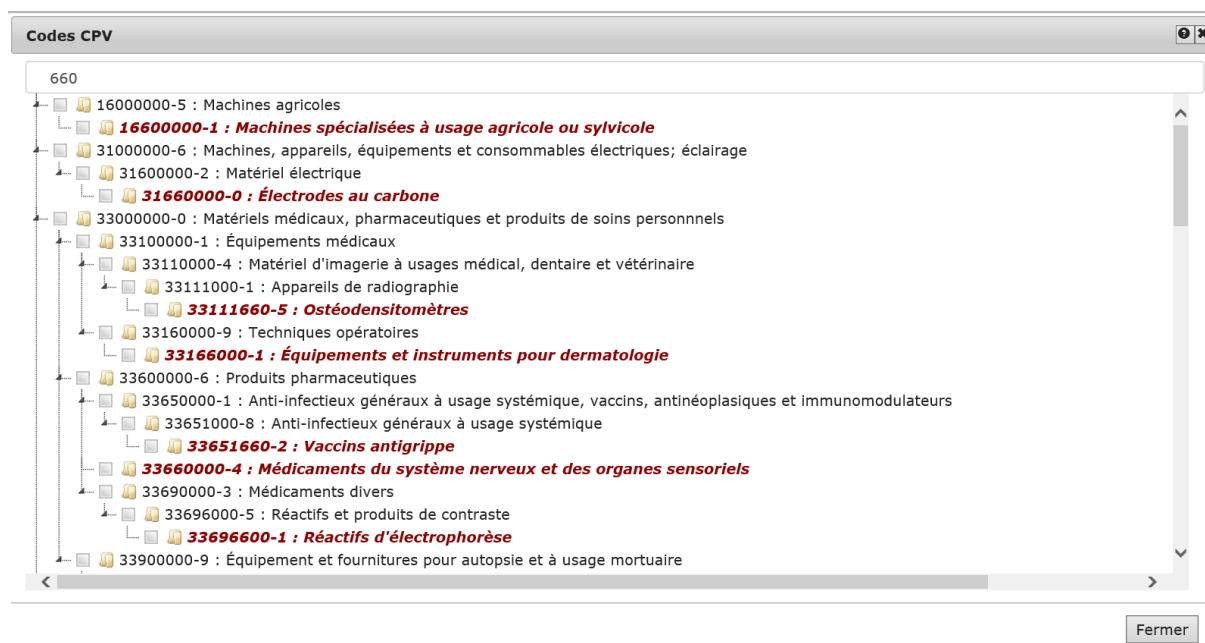 Codes CPV
660
16000000-5 : Machines agricoles
16600000-1 : Machines spécialisées à usage agricole ou sylvicole
31000000-6 : Machines, appareils, équipements et consommables électriques; éclairage
31600000-2 : Matériel électrique
31660000-0 : Électrodes au carbone
33000000-0 : Matériels médicaux, pharmaceutiques et produits de soins personnnels
33100000-1 : Équipements médicaux
33110000-4 : Matériel d'imagerie à usages médical, dentaire et vétérinaire
33111000-1 : Appareils de radiographie
33111660-5 : Ostéodensitomètres
33160000-9 : Techniques opératoires
33166000-1 : Équipements et instruments pour dermatologie
33600000-6 : Produits pharmaceutiques
33650000-1 : Anti-infectieux généraux à usage systémique, vaccins, antinéoplasiques et immunomodulateurs
33651000-8 : Anti-infectieux généraux à usage systémique
33651660-2 : Vaccins antigrippe
33660000-4 : Médicaments du système nerveux et des organes sensoriels
33690000-3 : Médicaments divers
33696000-5 : Réactifs et produits de contraste
33696600-1 : Réactifs d'électrophorèse
33900000-9 : Équipement et fournitures pour autopsie et à usage mortuaire
Fermer